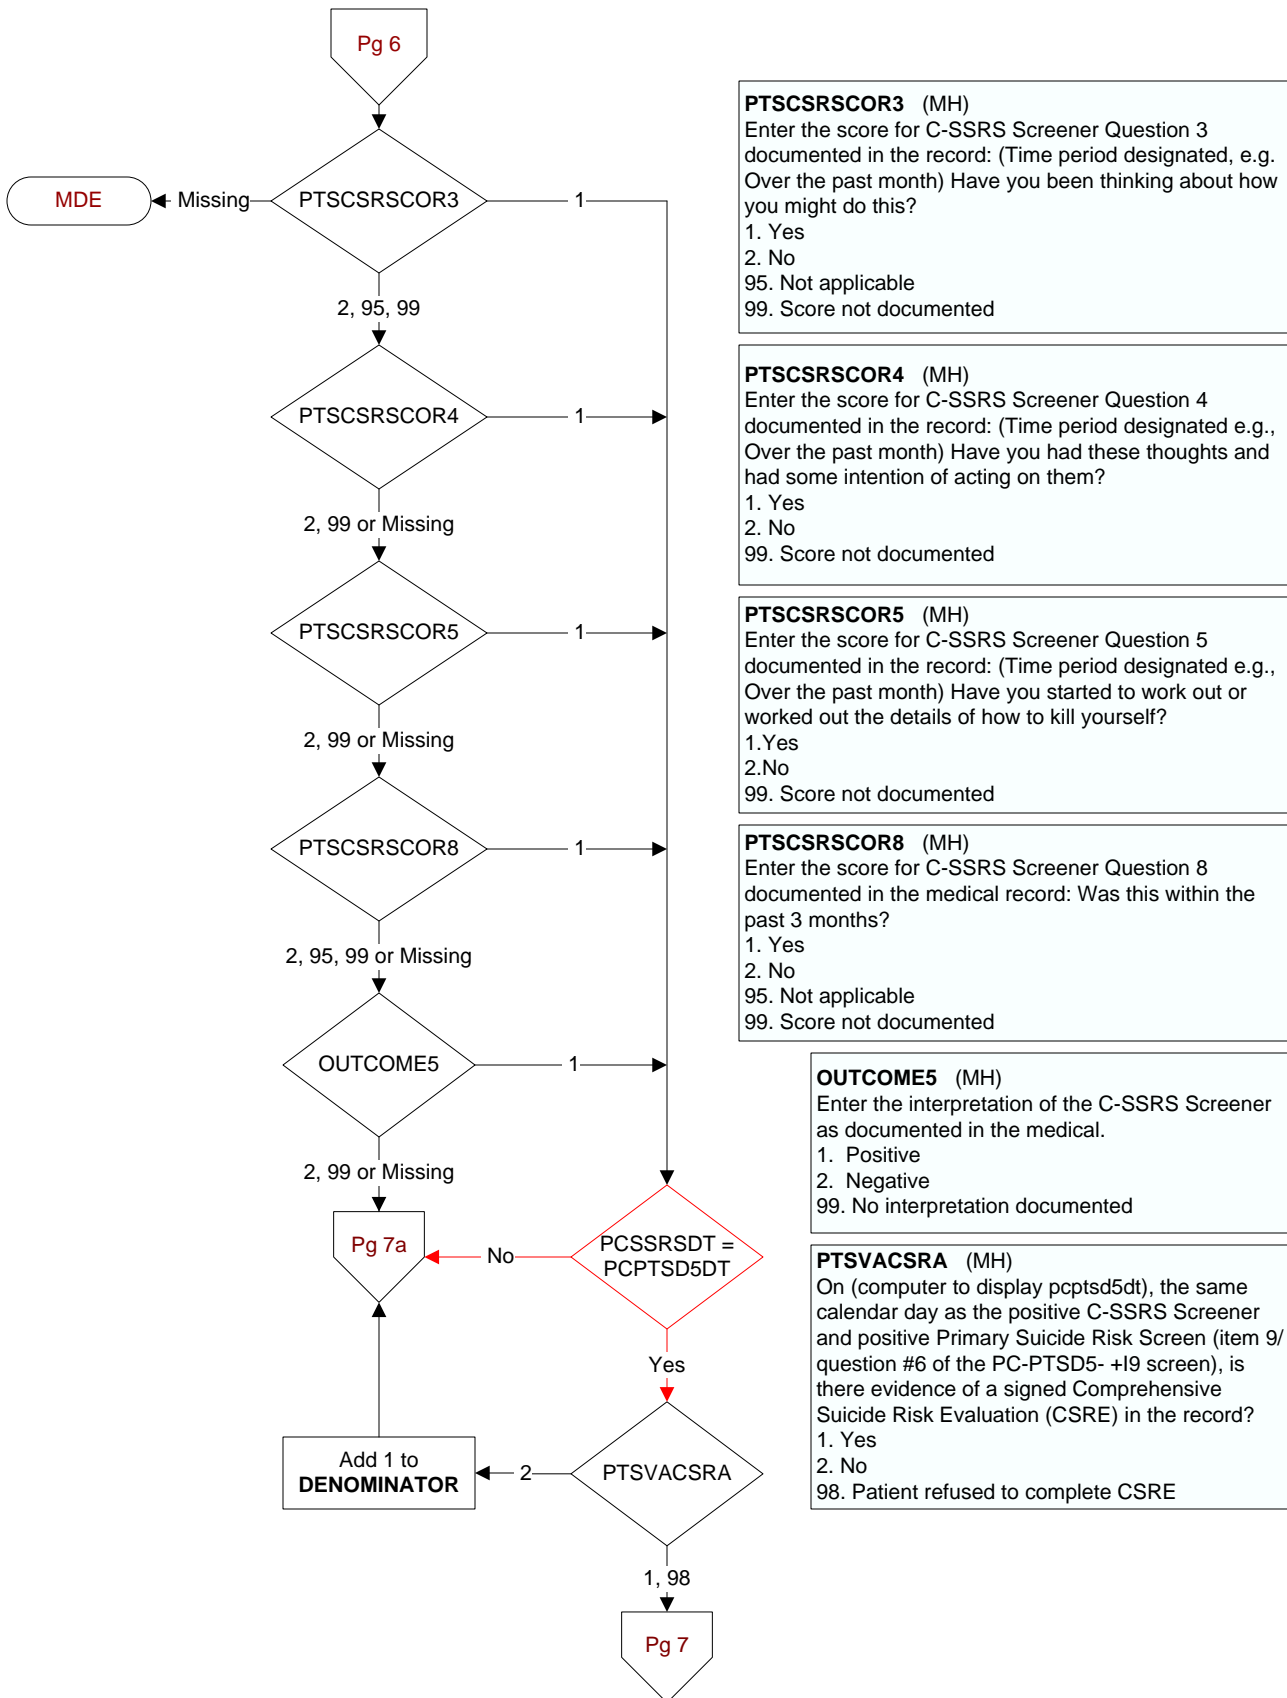 Pg 6
MDE
Missing
PTSCSRSCOR3
1
2, 95, 99
PTSCSRSCOR4
1
2, 99 or Missing
PTSCSRSCOR5
1
2, 99 or Missing
PTSCSRSCOR8
1
2, 95, 99 or Missing
OUTCOME5
1
2, 99 or Missing
Pg 7a
No
PCSSRSDT =
PCPTSD5DT
Yes
Add 1 to
DENOMINATOR
2
PTSVACSRA
1, 98
Pg 7
PTSCSRSCOR3 (MH)
Enter the score for C-SSRS Screener Question 3
documented in the record: (Time period designated, e.g.
Over the past month) Have you been thinking about how
you might do this?
1. Yes
2. No
95. Not applicable
99. Score not documented
PTSCSRSCOR4 (MH)
Enter the score for C-SSRS Screener Question 4
documented in the record: (Time period designated e.g.,
Over the past month) Have you had these thoughts and
had some intention of acting on them?
1. Yes
2. No
99. Score not documented
PTSCSRSCOR5 (MH)
Enter the score for C-SSRS Screener Question 5
documented in the record: (Time period designated e.g.,
Over the past month) Have you started to work out or
worked out the details of how to kill yourself?
1.Yes
2.No
99. Score not documented
PTSCSRSCOR8 (MH)
Enter the score for C-SSRS Screener Question 8
documented in the medical record: Was this within the
past 3 months?
1. Yes
2. No
95. Not applicable
99. Score not documented
OUTCOME5 (MH)
Enter the interpretation of the C-SSRS Screener
as documented in the medical.
1. Positive
2. Negative
99. No interpretation documented
PTSVACSRA (MH)
On (computer to display pcptsd5dt), the same
calendar day as the positive C-SSRS Screener
and positive Primary Suicide Risk Screen (item 9/
question #6 of the PC-PTSD5- +I9 screen), is
there evidence of a signed Comprehensive
Suicide Risk Evaluation (CSRE) in the record?
1. Yes
2. No
98. Patient refused to complete CSRE